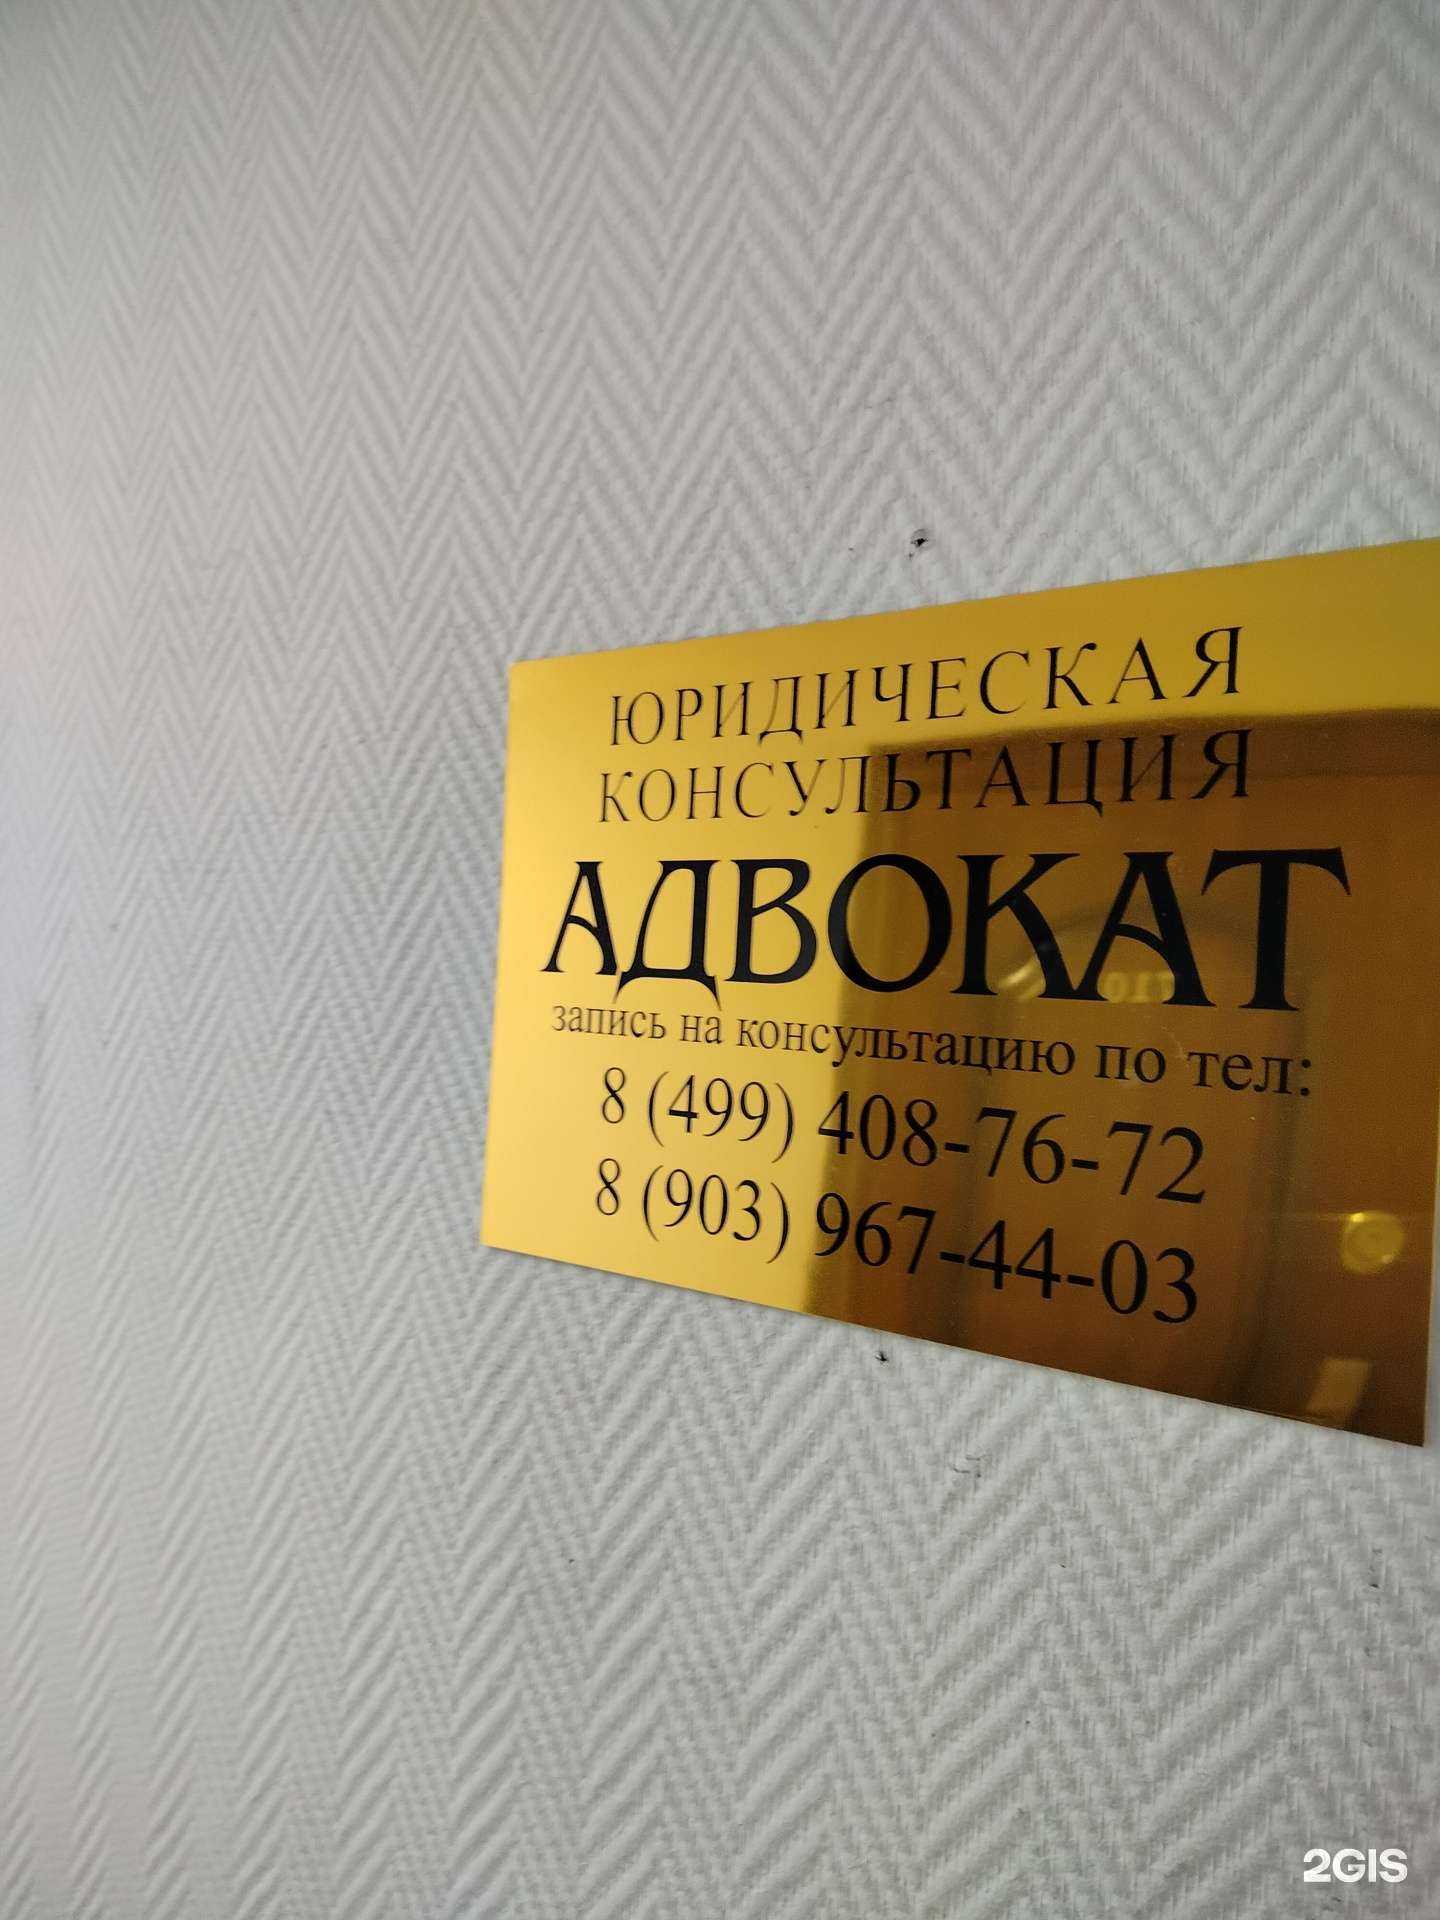 ЮРИДИЧЕСКАЯ
КОНСУЛЬТАЦИЯ
АДВОКАТ
запись на консультацию по тел:
8 (499) 408-76-72
8 (903) 967-44-03
2GIS